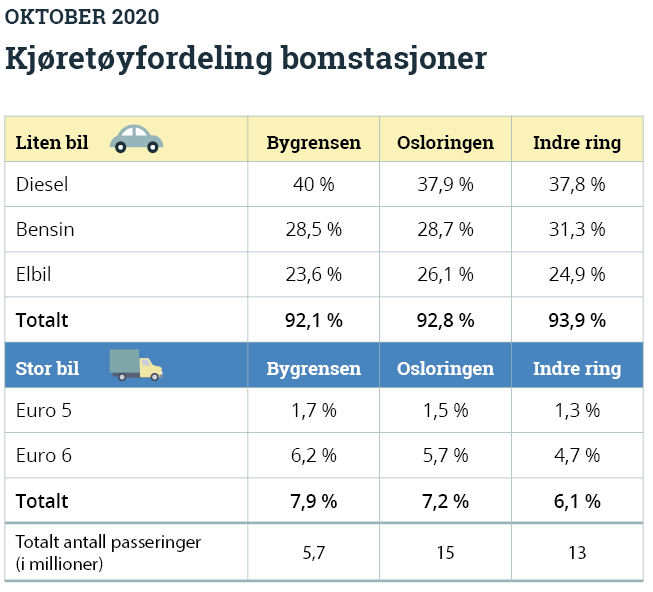 OKTOBER 2020
Kjøretøyfordeling bomstasjoner
Liten bil Bygrensen Osloringen Indre ring
Diesel 40 % 37,9 % 37,8 %
Bensin 28,5 % 28,7 % 31,3 %
Elbil 23,6 % 26,1 % 24,9 %
Totalt 92,1 % 92,8 % 93,9 %
Stor bil Bygrensen Osloringen Indre ring
Euro 5 1,7 % 1,5 % 1,3 %
Euro 6 6,2 % 5,7 % 4,7 %
Totalt 7,9 % 7,2 % 6,1 %
Totalt antall passeringer
(i millioner) 5,7 15 13